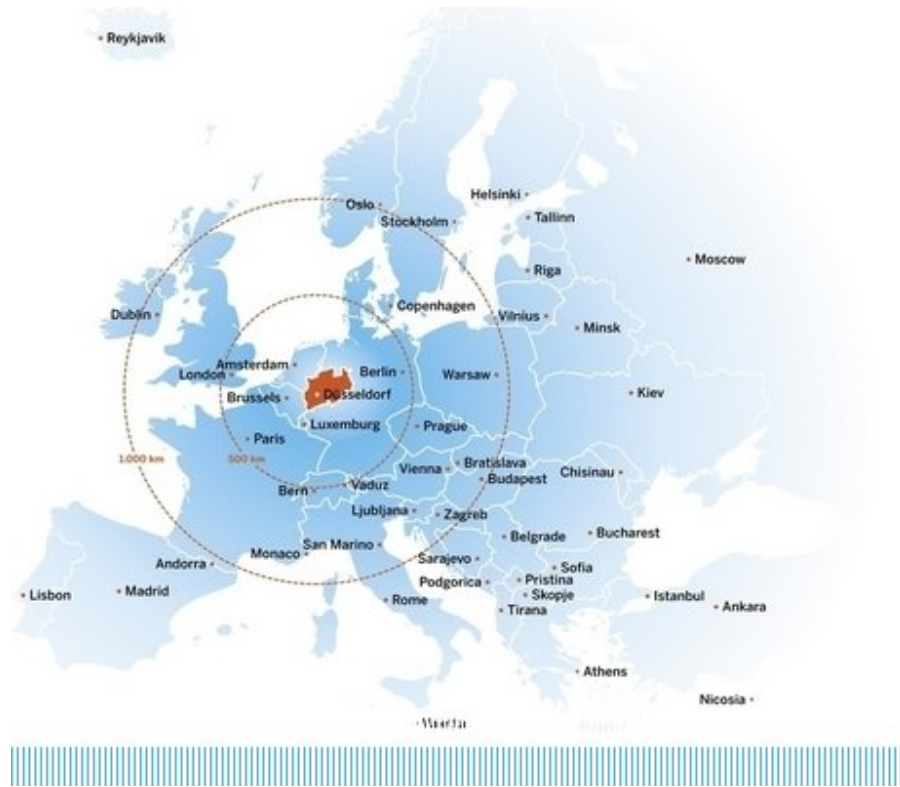 Reykjavik
Helsinki
Oslo
Tallinn
Stockholm
Moscow
Riga
Copenhagen
Dublin
Vilnius
Minsk
Amsterdam
Berlin
London
Warsaw
Kiev
Brussels
Düsseldorf
Luxemburg
Prague
Paris
1.000 km
500 km
Vienna
Bratislava
Chisinau
Budapest
Bern
Vaduz
Ljubljana
Zagreb
Bucharest
Belgrade
San Marino
Monaco
Sarajevo
Andorra
Sofia
Pristina
Podgorica
Madrid
Lisbon
Skopje
Istanbul
Rome
Ankara
Tirana
Athens
Nicosia